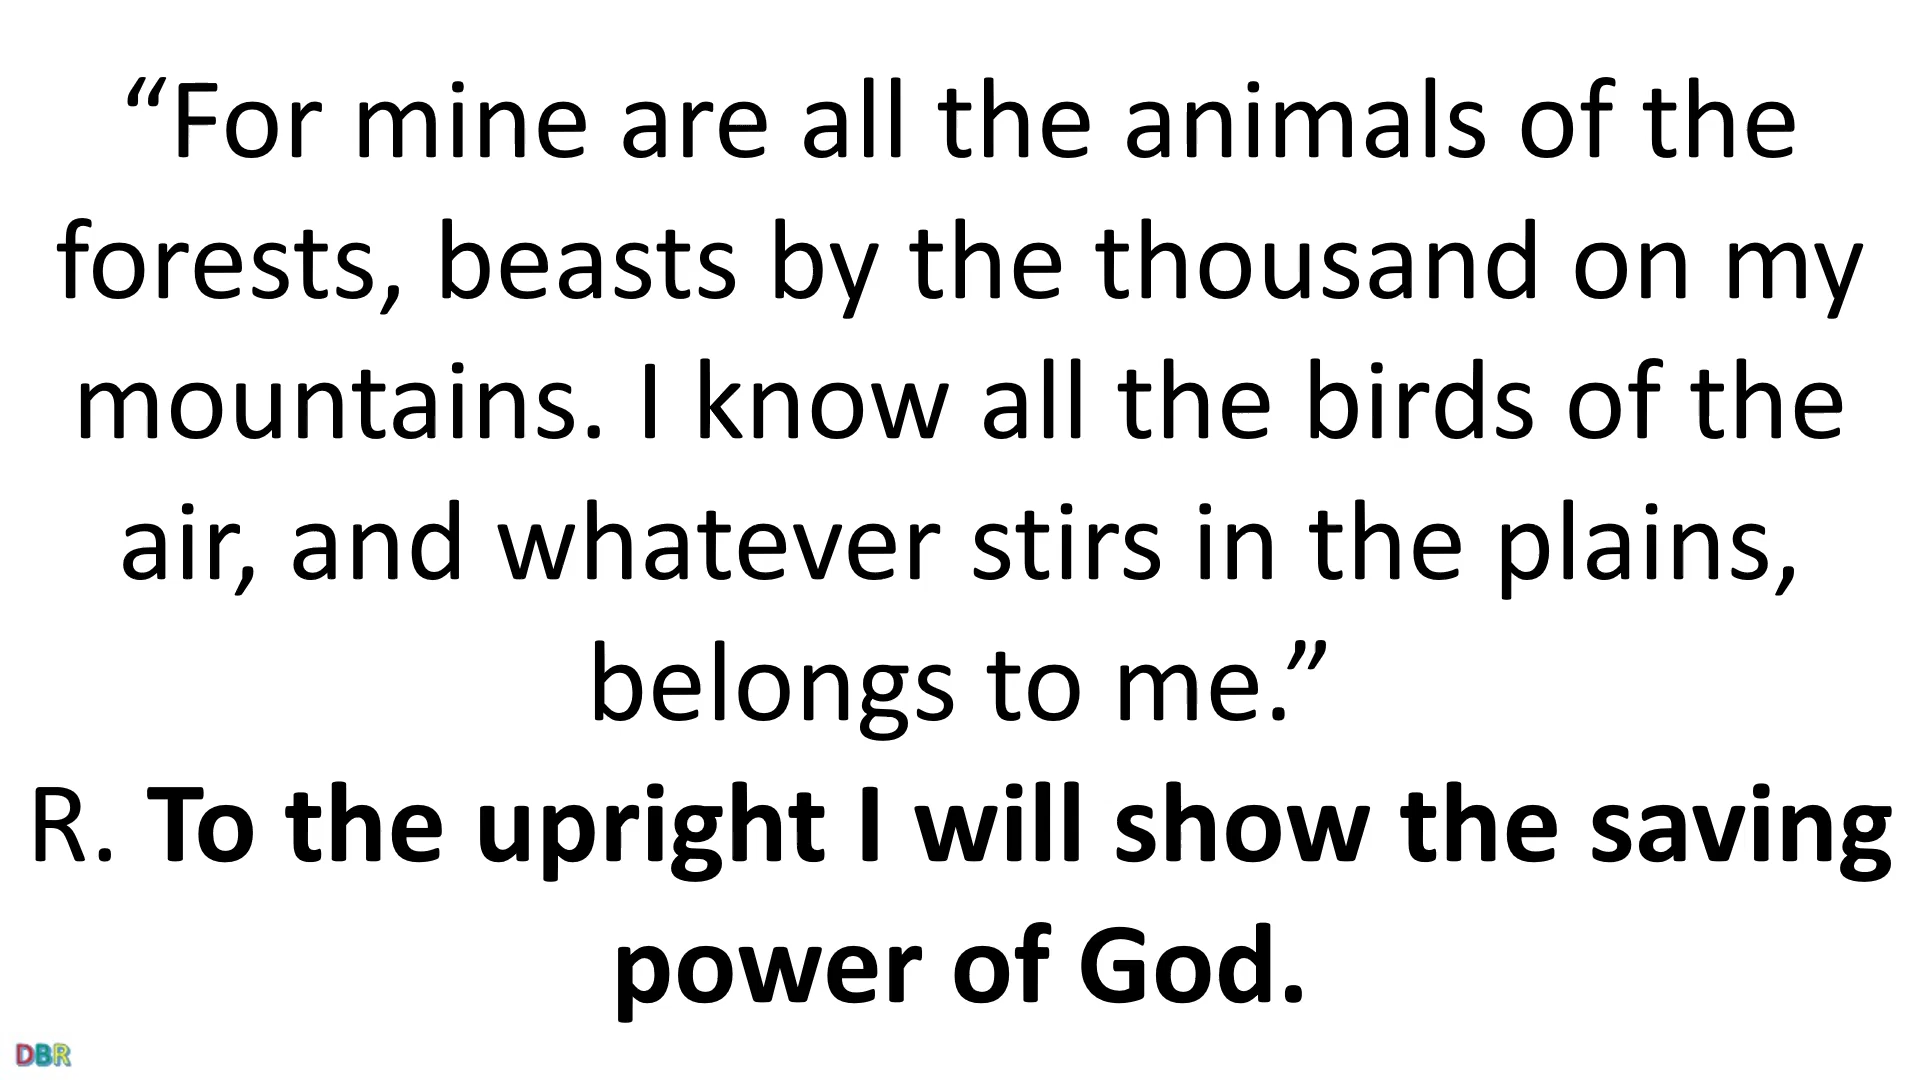 “For mine are all the animals of the
forests, beasts by the thousand on my
mountains. I know all the birds of the
air, and whatever stirs in the plains,
belongs to me.”
R. To the upright I will show the saving
power of God.
DBR